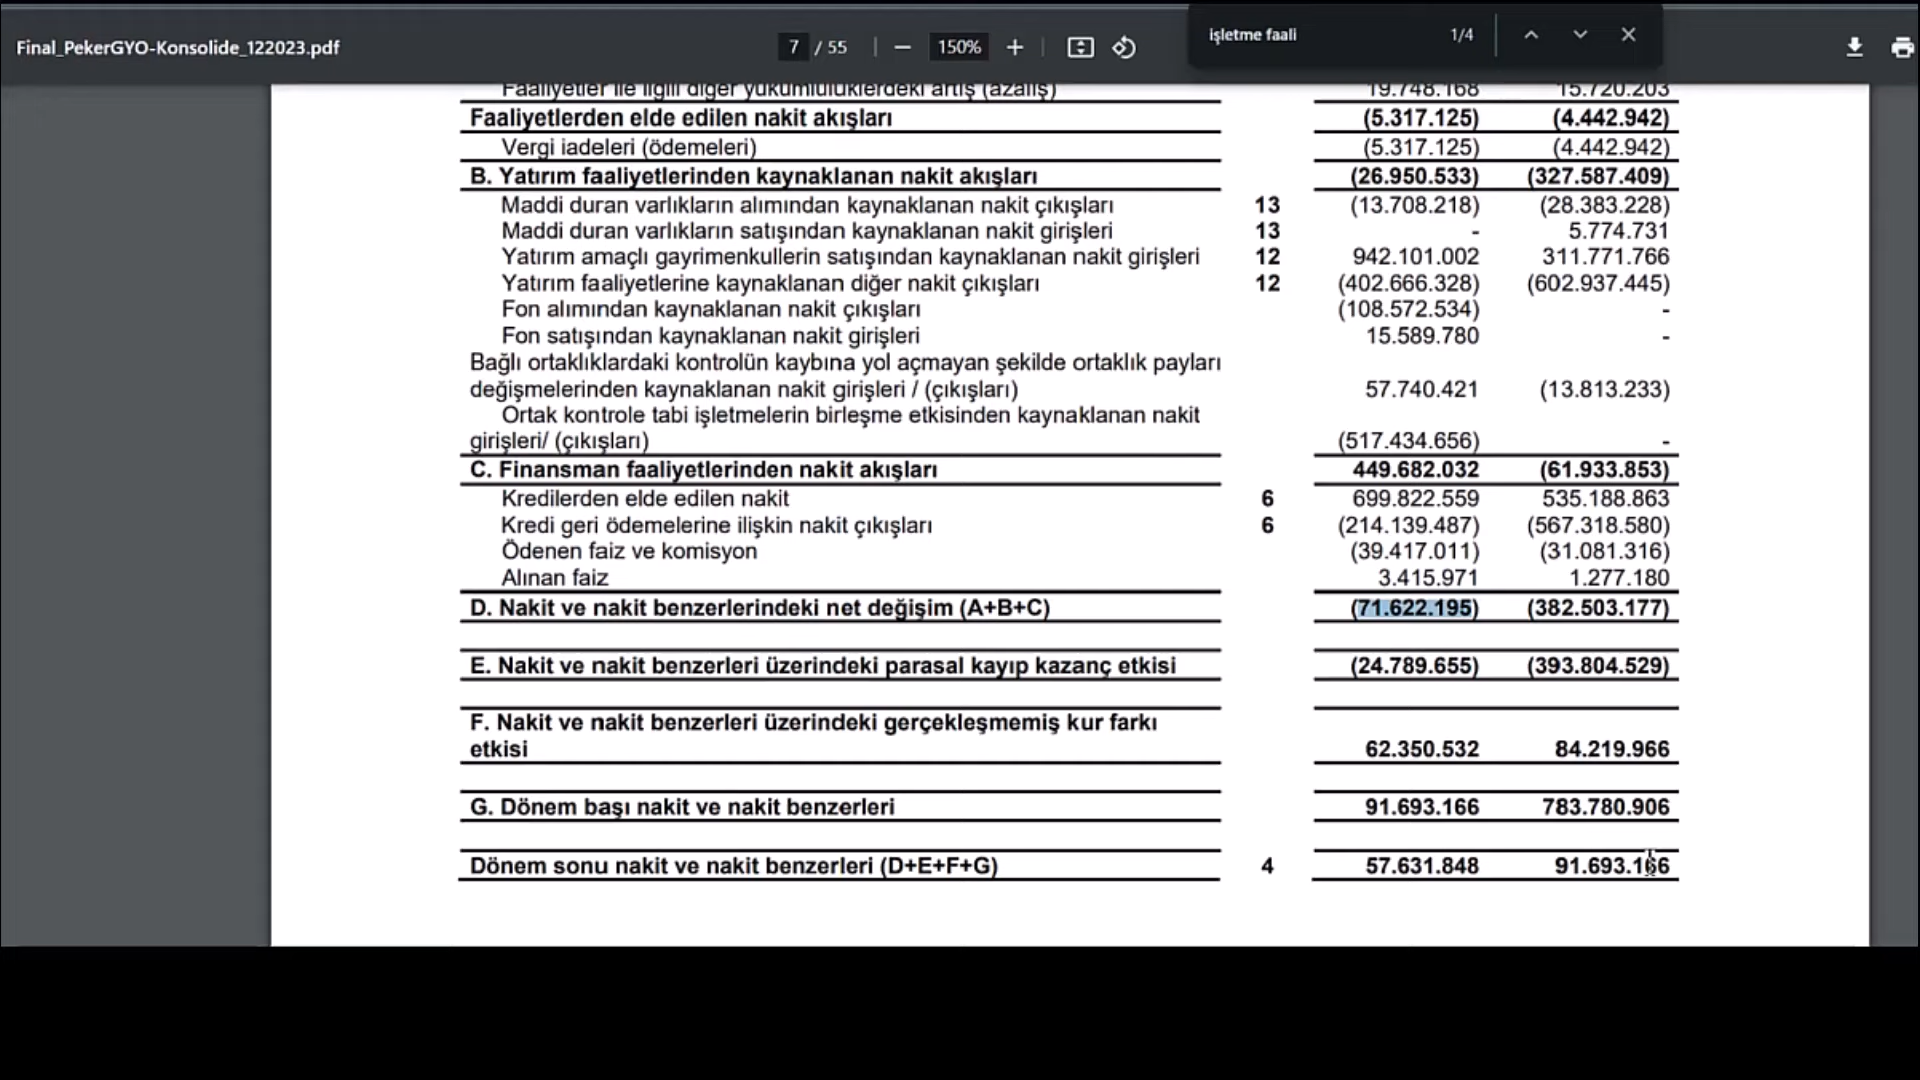 Final_PekerGYO-Konsolide_122023.pdf 7 / 55 150% işletme faali 1/4
Faaliyetler ile ilgili diğer yükümlülüklerdeki artış (azalış) 19.748.168 15.720.203
Faaliyetlerden elde edilen nakit akışları (5.317.125) (4.442.942)
Vergi iadeleri (ödemeleri) (5.317.125) (4.442.942)
B. Yatırım faaliyetlerinden kaynaklanan nakit akışları (26.950.533) (327.587.409)
Maddi duran varlıkların alımından kaynaklanan nakit çıkışları 13 (13.708.218) (28.383.228)
Maddi duran varlıkların satışından kaynaklanan nakit girişleri 13 - 5.774.731
Yatırım amaçlı gayrimenkullerin satışından kaynaklanan nakit girişleri 12 942.101.002 311.771.766
Yatırım faaliyetlerine kaynaklanan diğer nakit çıkışları 12 (402.666.328) (602.937.445)
Fon alımından kaynaklanan nakit çıkışları (108.572.534) -
Fon satışından kaynaklanan nakit girişleri 15.589.780 -
Bağlı ortaklıklardaki kontrolün kaybına yol açmayan şekilde ortaklık payları
değişmelerinden kaynaklanan nakit girişleri / (çıkışları) 57.740.421 (13.813.233)
Ortak kontrole tabi işletmelerin birleşme etkisinden kaynaklanan nakit
girişleri/ (çıkışları) (517.434.656) -
C. Finansman faaliyetlerinden nakit akışları 449.682.032 (61.933.853)
Kredilerden elde edilen nakit 6 699.822.559 535.188.863
Kredi geri ödemelerine ilişkin nakit çıkışları 6 (214.139.487) (567.318.580)
Ödenen faiz ve komisyon (39.417.011) (31.081.316)
Alınan faiz 3.415.971 1.277.180
D. Nakit ve nakit benzerlerindeki net değişim (A+B+C) (71.622.195) (382.503.177)
E. Nakit ve nakit benzerleri üzerindeki parasal kayıp kazanç etkisi (24.789.655) (393.804.529)
F. Nakit ve nakit benzerleri üzerindeki gerçekleşmemiş kur farkı
etkisi 62.350.532 84.219.966
G. Dönem başı nakit ve nakit benzerleri 91.693.166 783.780.906
Dönem sonu nakit ve nakit benzerleri (D+E+F+G) 4 57.631.848 91.693.166